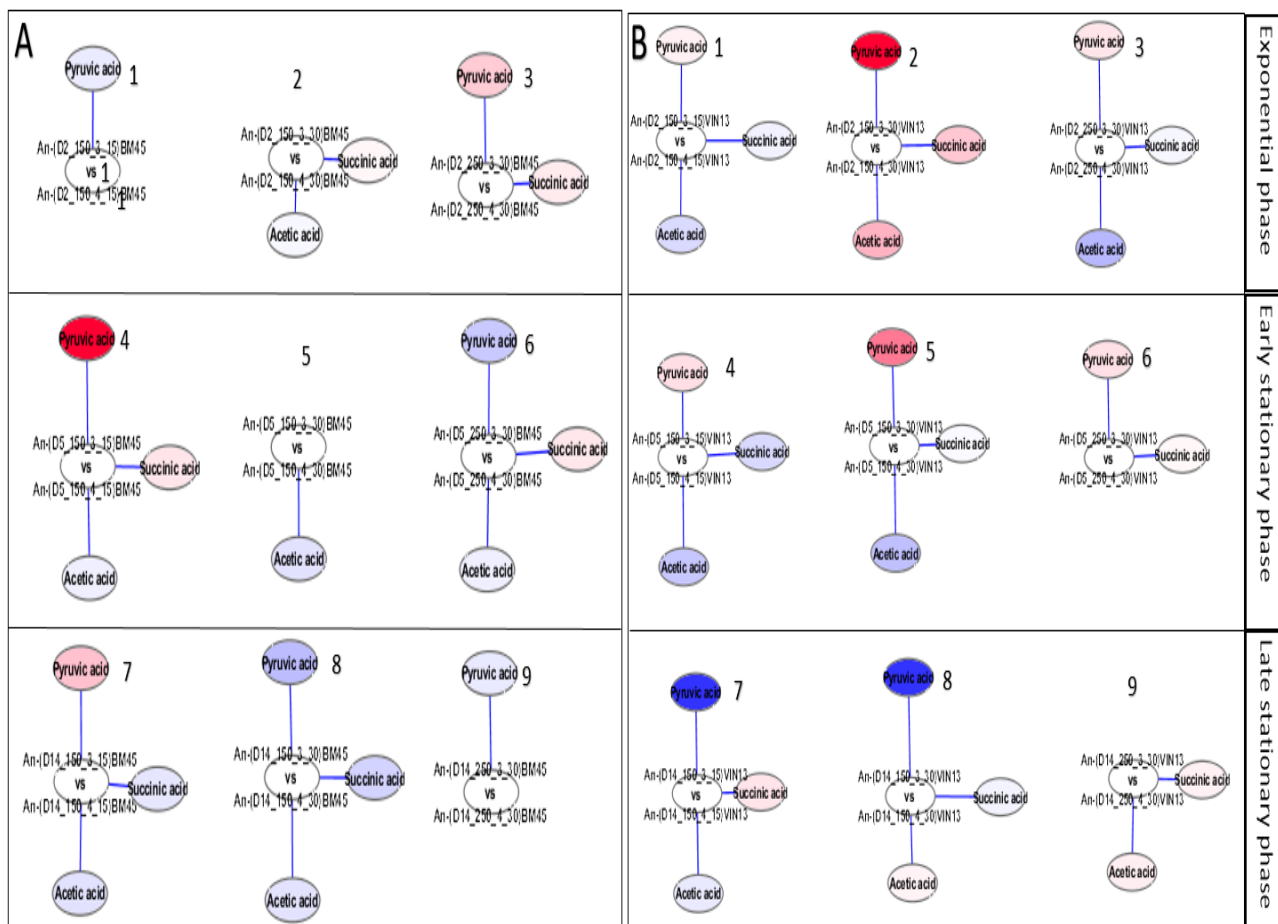 A
Pyruvic acid
1
An-(D2_150_3_15)BM45
vs
1
An-(D2_150_4_15)BM45
1
2
An-(D2_150_3_30)BM45
vs
Succinic acid
An-(D2_150_4_30)BM45
Acetic acid
Pyruvic acid
3
An-(D2_250_3_30)BM45
vs
Succinic acid
An-(D2_250_4_30)BM45
Pyruvic acid
4
An-(D5_150_3_15)BM45
vs
Succinic acid
An-(D5_150_4_15)BM45
Acetic acid
5
An-(D5_150_3_30)BM45
vs
An-(D5_150_4_30)BM45
Acetic acid
Pyruvic acid
6
An-(D5_250_3_30)BM45
vs
Succinic acid
An-(D5_250_4_30)BM45
Acetic acid
Pyruvic acid
7
An-(D14_150_3_15)BM45
vs
Succinic acid
An-(D14_150_4_15)BM45
Acetic acid
Pyruvic acid
8
An-(D14_150_3_30)BM45
vs
Succinic acid
An-(D14_150_4_30)BM45
Acetic acid
Pyruvic acid
9
An-(D14_250_3_30)BM45
vs
An-(D14_250_4_30)BM45
B
Pyruvic acid
1
An-(D2_150_3_15)VIN13
vs
Succinic acid
An-(D2_150_4_15)VIN13
Acetic acid
Pyruvic acid
2
An-(D2_150_3_30)VIN13
vs
Succinic acid
An-(D2_150_4_30)VIN13
Acetic acid
Pyruvic acid
3
An-(D2_250_3_30)VIN13
vs
Succinic acid
An-(D2_250_4_30)VIN13
Acetic acid
Exponential phase
Pyruvic acid
4
An-(D5_150_3_15)VIN13
vs
Succinic acid
An-(D5_150_4_15)VIN13
Acetic acid
Pyruvic acid
5
An-(D5_150_3_30)VIN13
vs
Succinic acid
An-(D5_150_4_30)VIN13
Acetic acid
Pyruvic acid
6
An-(D5_250_3_30)VIN13
vs
Succinic acid
An-(D5_250_4_30)VIN13
Early stationary phase
Pyruvic acid
7
An-(D14_150_3_15)VIN13
vs
Succinic acid
An-(D14_150_4_15)VIN13
Acetic acid
Pyruvic acid
8
An-(D14_150_3_30)VIN13
vs
Succinic acid
An-(D14_150_4_30)VIN13
Acetic acid
9
An-(D14_250_3_30)VIN13
vs
Succinic acid
An-(D14_250_4_30)VIN13
Acetic acid
Late stationary phase